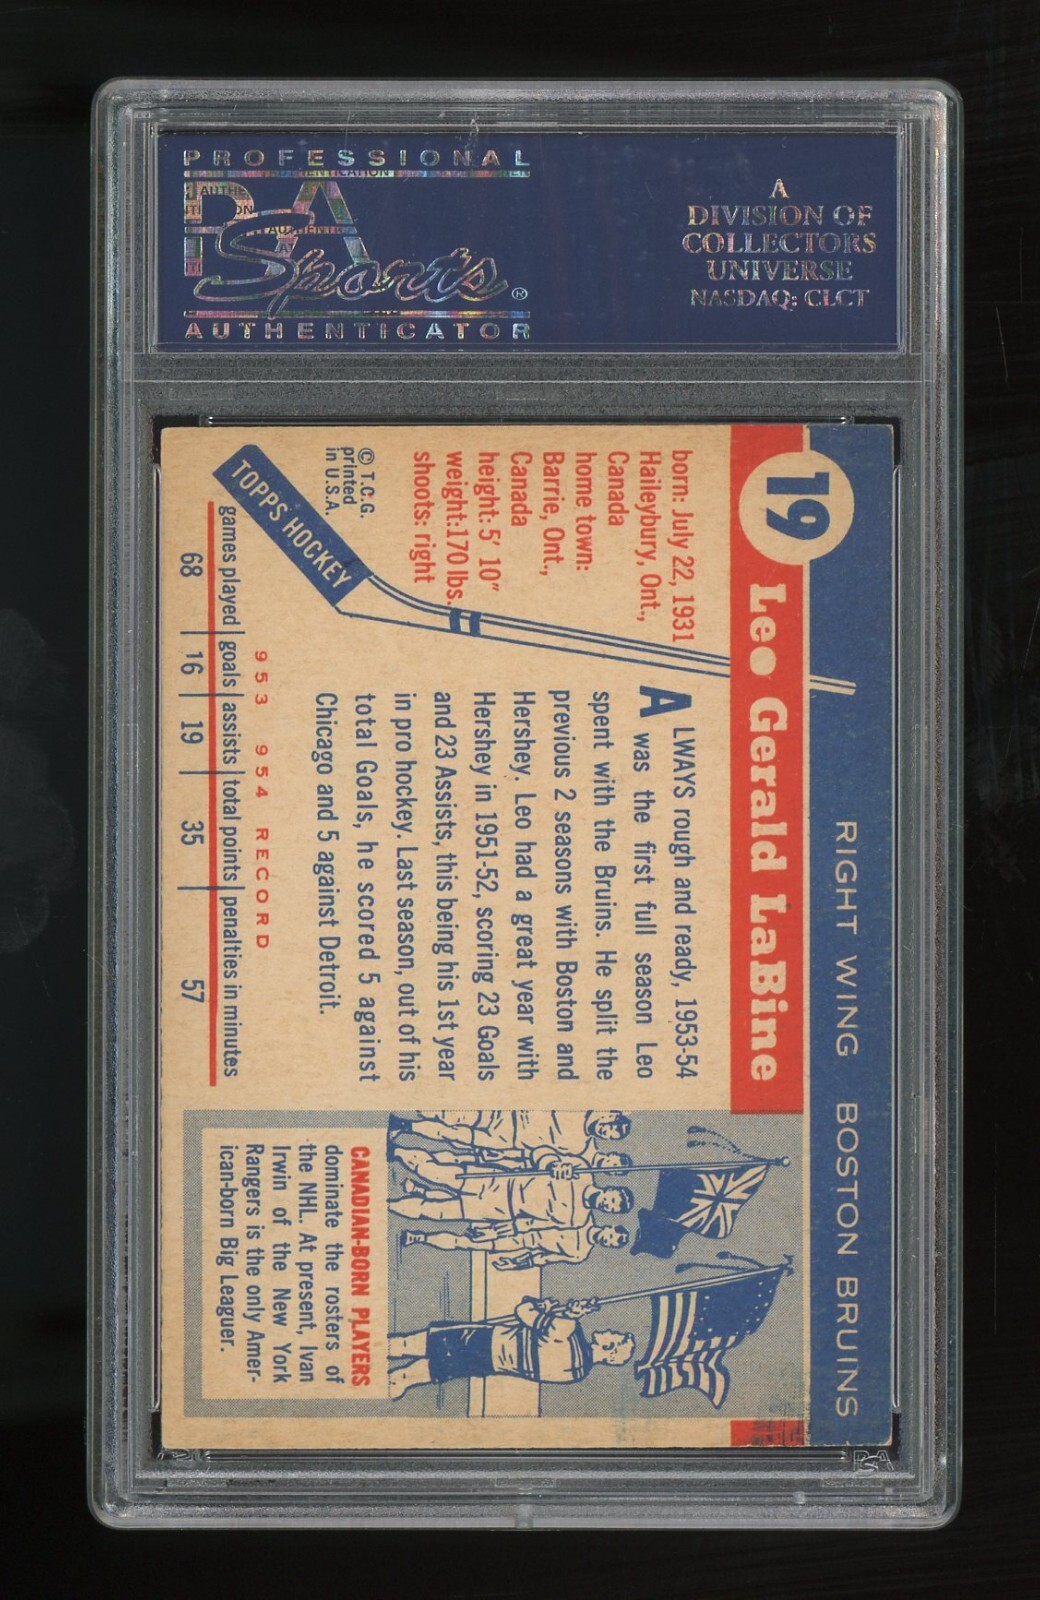 PROFESSIONAL
PSA
Sports®
AUTHENTICATOR
A
DIVISION OF
COLLECTORS
UNIVERSE
NASDAQ: CLCT
19
RIGHT WING BOSTON BRUINS
Leo Gerald LaBine
born: July 22, 1931
Haileybury, Ont.,
Canada
home town:
Barrie, Ont.,
Canada
height: 5' 10"
weight: 170 lbs.
shoots: right
© T.C.G.
printed
in U.S.A.
TOPPS HOCKEY
ALWAYS rough and ready, 1953-54
was the first full season Leo
spent with the Bruins. He split the
previous 2 seasons with Boston and
Hershey. Leo had a great year with
Hershey in 1951-52, scoring 23 Goals
and 23 Assists, this being his 1st year
in pro hockey. Last season, out of his
total Goals, he scored 5 against
Chicago and 5 against Detroit.
953 954 RECORD
games played | goals | assists | total points | penalties in minutes
68 | 16 | 19 | 35 | 57
CANADIAN-BORN PLAYERS
dominate the rosters of
the NHL. At present, Ivan
Irwin of the New York
Rangers is the only Amer-
ican-born Big Leaguer.